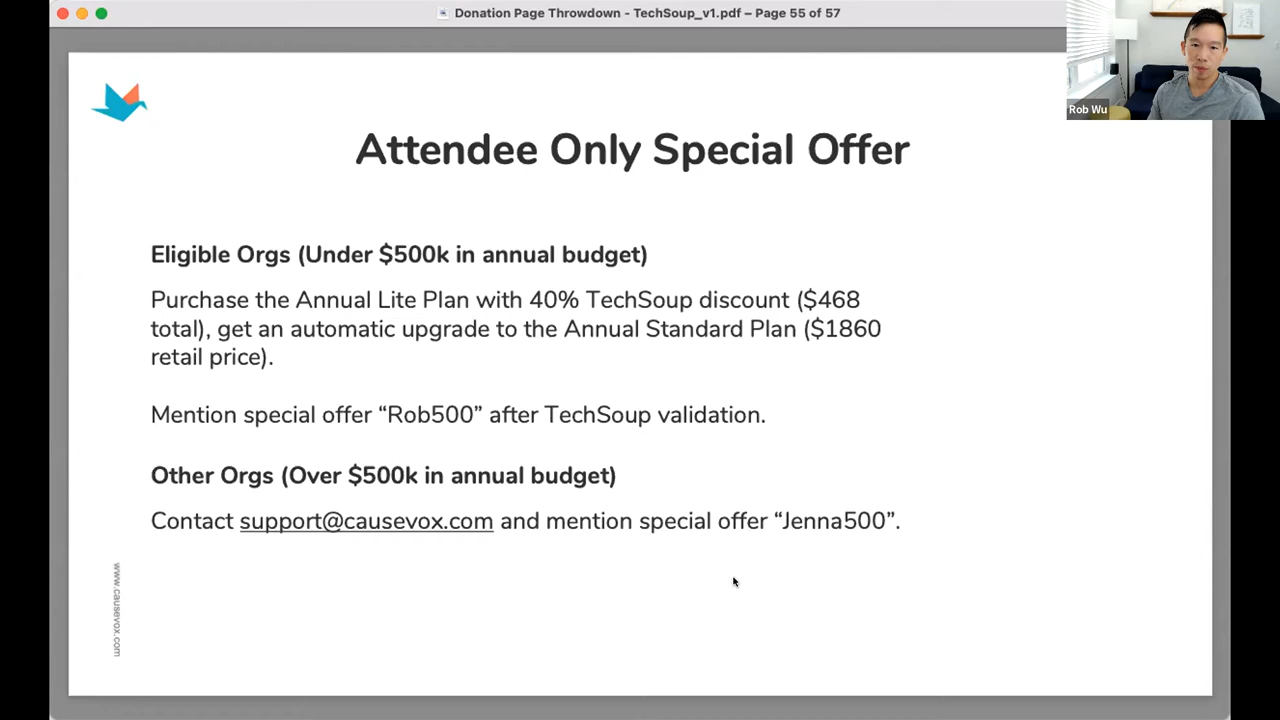 Donation Page Throwdown - TechSoup_v1.pdf – Page 55 of 57
Rob Wu
Attendee Only Special Offer
Eligible Orgs (Under $500k in annual budget)
Purchase the Annual Lite Plan with 40% TechSoup discount ($468
total), get an automatic upgrade to the Annual Standard Plan ($1860
retail price).
Mention special offer “Rob500” after TechSoup validation.
Other Orgs (Over $500k in annual budget)
Contact support@causevox.com and mention special offer “Jenna500”.
www.causevox.com